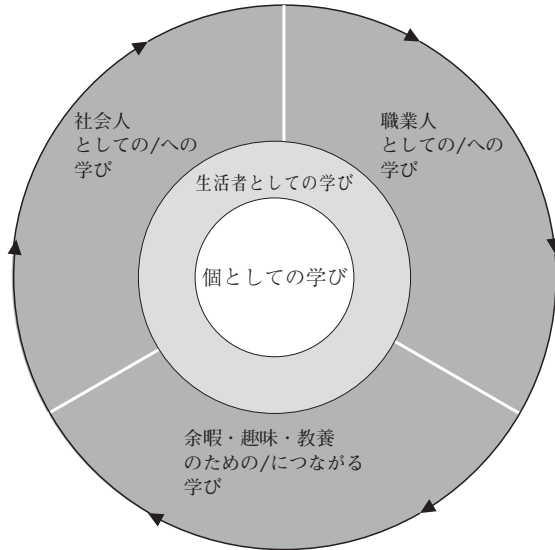 社会人
としての/への
学び
職業人
としての/への
学び
生活者としての学び
個としての学び
余暇・趣味・教養
のための/につながる
学び